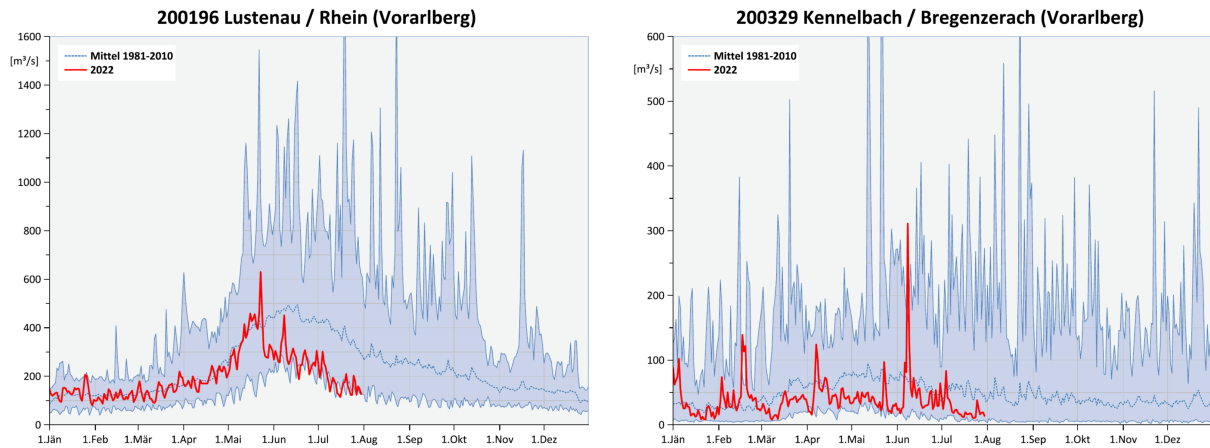 200196 Lustenau / Rhein (Vorarlberg)
1600
[m³/s]
1400
1200
1000
800
600
400
200
0
Mittel 1981-2010
2022
1.Jän 1.Feb 1.Mär 1.Apr 1.Mai 1.Jun 1.Jul 1.Aug 1.Sep 1.Okt 1.Nov 1.Dez
200329 Kennelbach / Bregenzerach (Vorarlberg)
600
[m³/s]
500
400
300
200
100
50
0
Mittel 1981-2010
2022
1.Jän 1.Feb 1.Mär 1.Apr 1.Mai 1.Jun 1.Jul 1.Aug 1.Sep 1.Okt 1.Nov 1.Dez